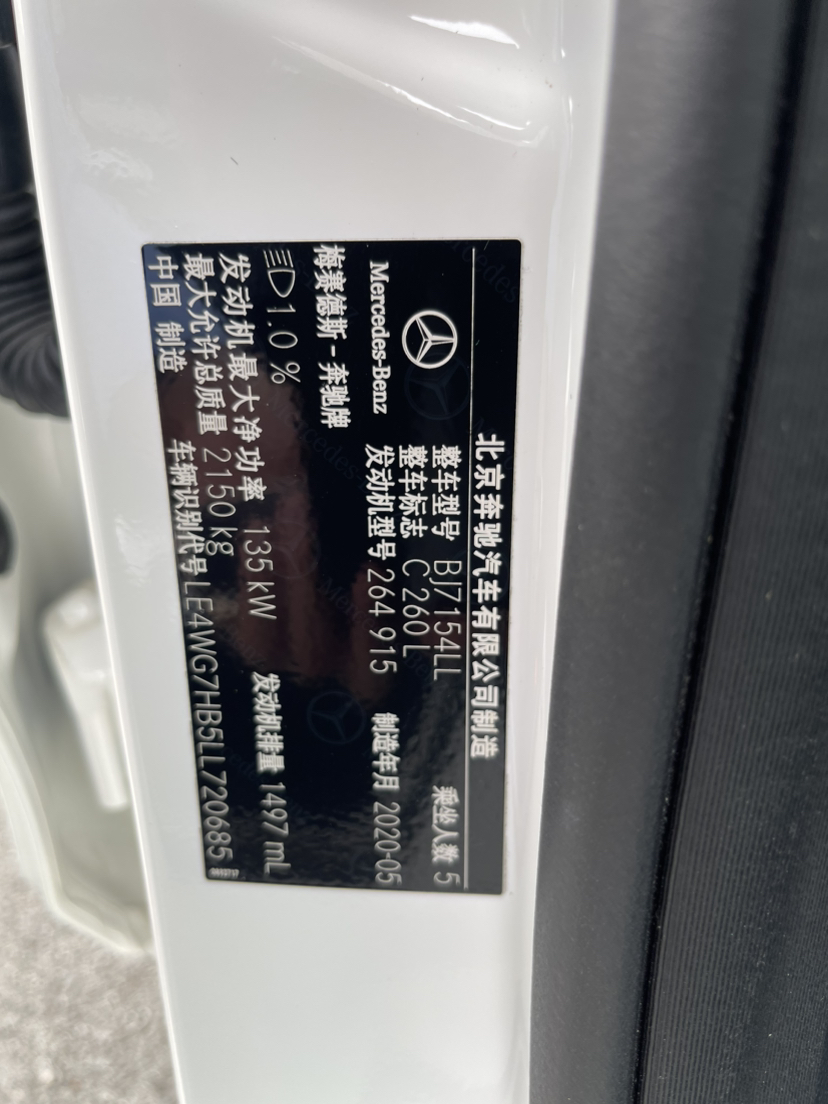 北京奔驰汽车有限公司制造
整车型号 BJ7154LL 乘坐人数 5
整车标志 C 260 L
Mercedes-Benz 发动机型号 264 915 制造年月 2020-05
梅赛德斯-奔驰牌
1.0 %
发动机最大净功率 135 kW 发动机排量 1497 mL
最大允许总质量 2150 kg
中国 制造 车辆识别代号 LE4WG7HB5LL720685